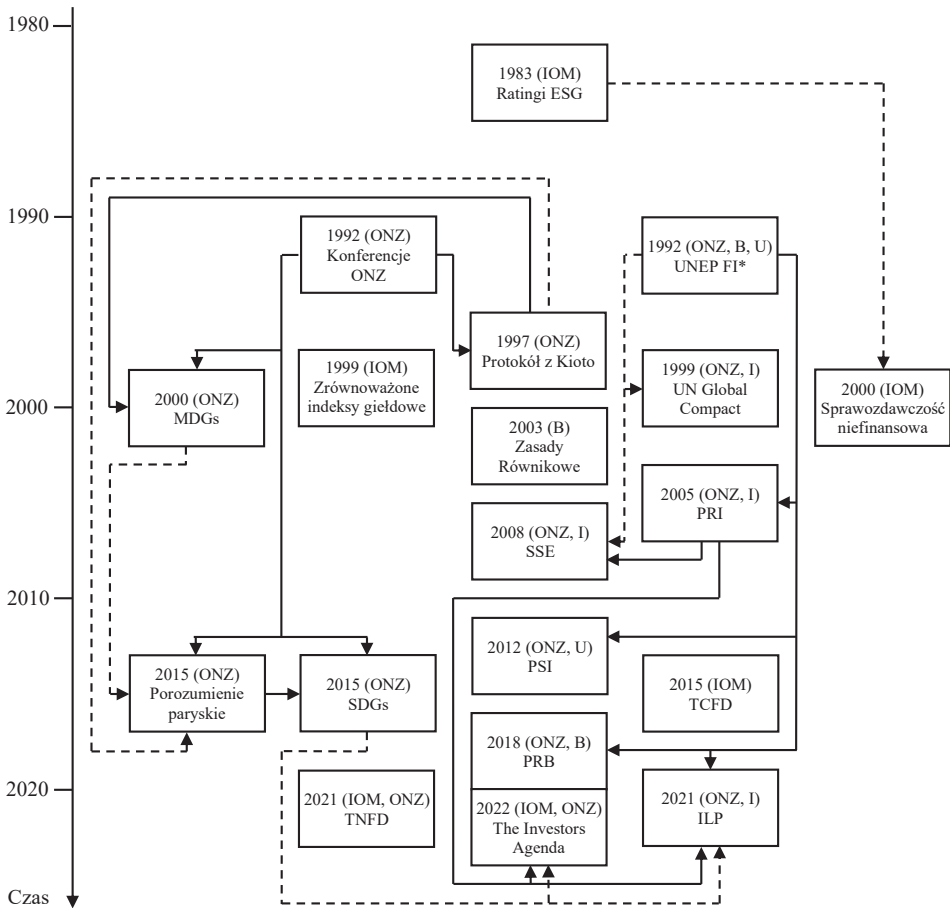 1980
1983 (IOM)
Ratingi ESG
1990
1992 (ONZ)
Konferencje
ONZ
1992 (ONZ, B, U)
UNEP FI*
1997 (ONZ)
Protokół z Kioto
1999 (IOM)
Zrównoważone
indeksy giełdowe
1999 (ONZ, I)
UN Global
Compact
2000 (ONZ)
MDGs
2000 (IOM)
Sprawozdawczość
niefinansowa
2000
2003 (B)
Zasady
Równikowe
2005 (ONZ, I)
PRI
2008 (ONZ, I)
SSE
2010
2012 (ONZ, U)
PSI
2015 (ONZ)
Porozumienie
paryskie
2015 (ONZ)
SDGs
2015 (IOM)
TCFD
2018 (ONZ, B)
PRB
2020
2021 (IOM, ONZ)
TNFD
2022 (IOM, ONZ)
The Investors
Agenda
2021 (ONZ, I)
ILP
Czas